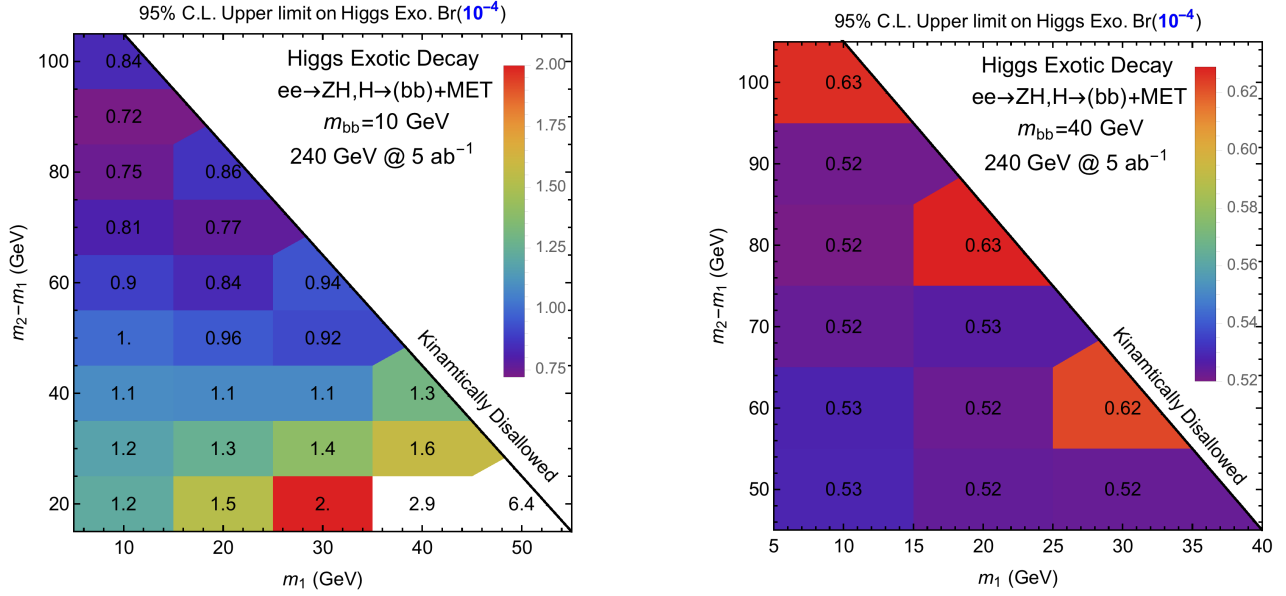 95% C.L. Upper limit on Higgs Exo. Br(10⁻⁴)
Higgs Exotic Decay
ee→ZH,H→(bb)+MET
m_bb=10 GeV
240 GeV @ 5 ab⁻¹
Kinamtically Disallowed
m₂−m₁ (GeV)
100
80
60
40
20
0.84
0.72
0.75 0.86
0.81 0.77
0.9 0.84 0.94
1. 0.96 0.92
1.1 1.1 1.1 1.3
1.2 1.3 1.4 1.6
1.2 1.5 2. 2.9 6.4
10 20 30 40 50
m₁ (GeV)
2.00
1.75
1.50
1.25
1.00
0.75
95% C.L. Upper limit on Higgs Exo. Br(10⁻⁴)
Higgs Exotic Decay
ee→ZH,H→(bb)+MET
m_bb=40 GeV
240 GeV @ 5 ab⁻¹
Kinamtically Disallowed
m₂−m₁ (GeV)
100
90
80
70
60
50
0.63
0.52
0.52 0.63
0.52 0.53
0.53 0.52 0.62
0.53 0.52 0.52
5 10 15 20 25 30 35 40
m₁ (GeV)
0.62
0.60
0.58
0.56
0.54
0.52